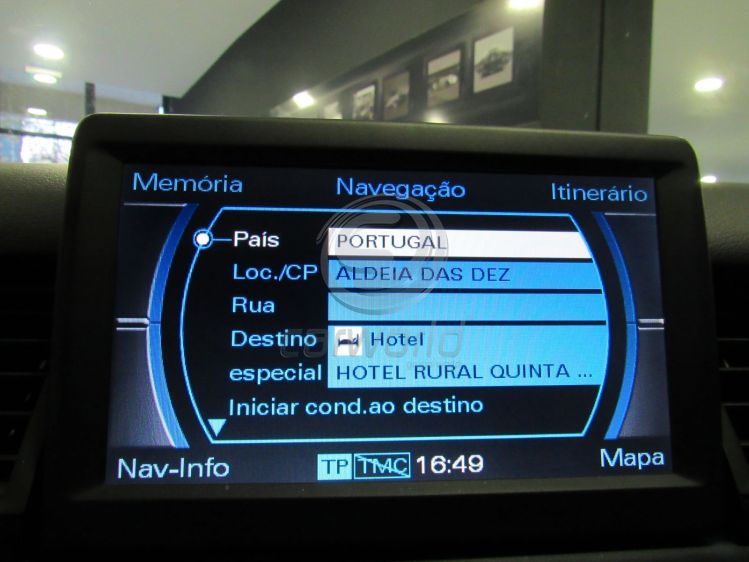 Memória Navegação Itinerário
País PORTUGAL
Loc./CP ALDEIA DAS DEZ
Rua
Destino Hotel
especial HOTEL RURAL QUINTA ...
Iniciar cond.ao destino
Nav-Info TP TMC 16:49 Mapa
carworld